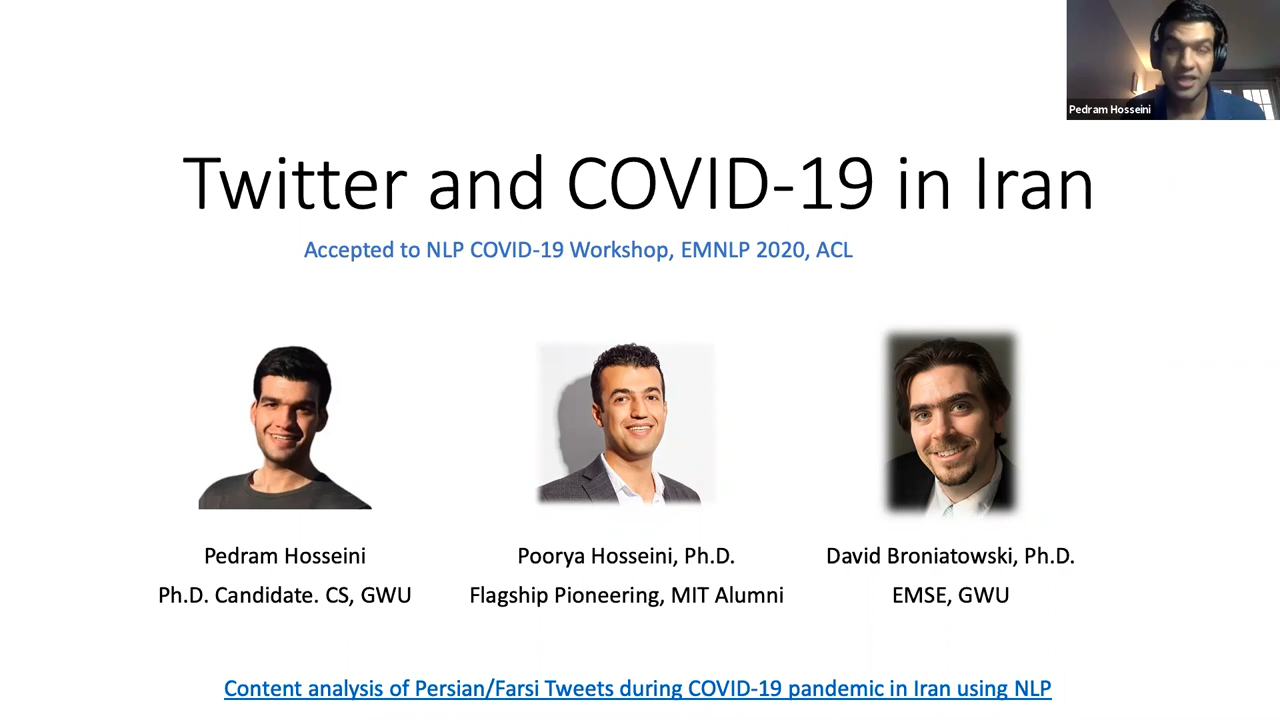 Pedram Hosseini
Twitter and COVID-19 in Iran
Accepted to NLP COVID-19 Workshop, EMNLP 2020, ACL
Pedram Hosseini
Ph.D. Candidate. CS, GWU
Poorya Hosseini, Ph.D.
Flagship Pioneering, MIT Alumni
David Broniatowski, Ph.D.
EMSE, GWU
Content analysis of Persian/Farsi Tweets during COVID-19 pandemic in Iran using NLP